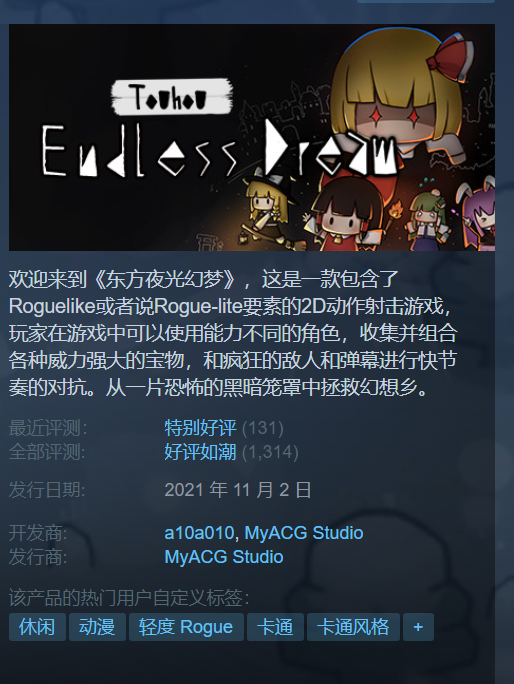 Touhou
Endless Dream
欢迎来到《东方夜光幻梦》，这是一款包含了
Roguelike或者说Rogue-lite要素的2D动作射击游戏，
玩家在游戏中可以使用能力不同的角色，收集并组合
各种威力强大的宝物，和疯狂的敌人和弹幕进行快节
奏的对抗。从一片恐怖的黑暗笼罩中拯救幻想乡。
最近评测： 特别好评 (131)
全部评测： 好评如潮 (1,314)
发行日期： 2021 年 11 月 2 日
开发商： a10a010, MyACG Studio
发行商： MyACG Studio
该产品的热门用户自定义标签：
休闲 动漫 轻度 Rogue 卡通 卡通风格 +